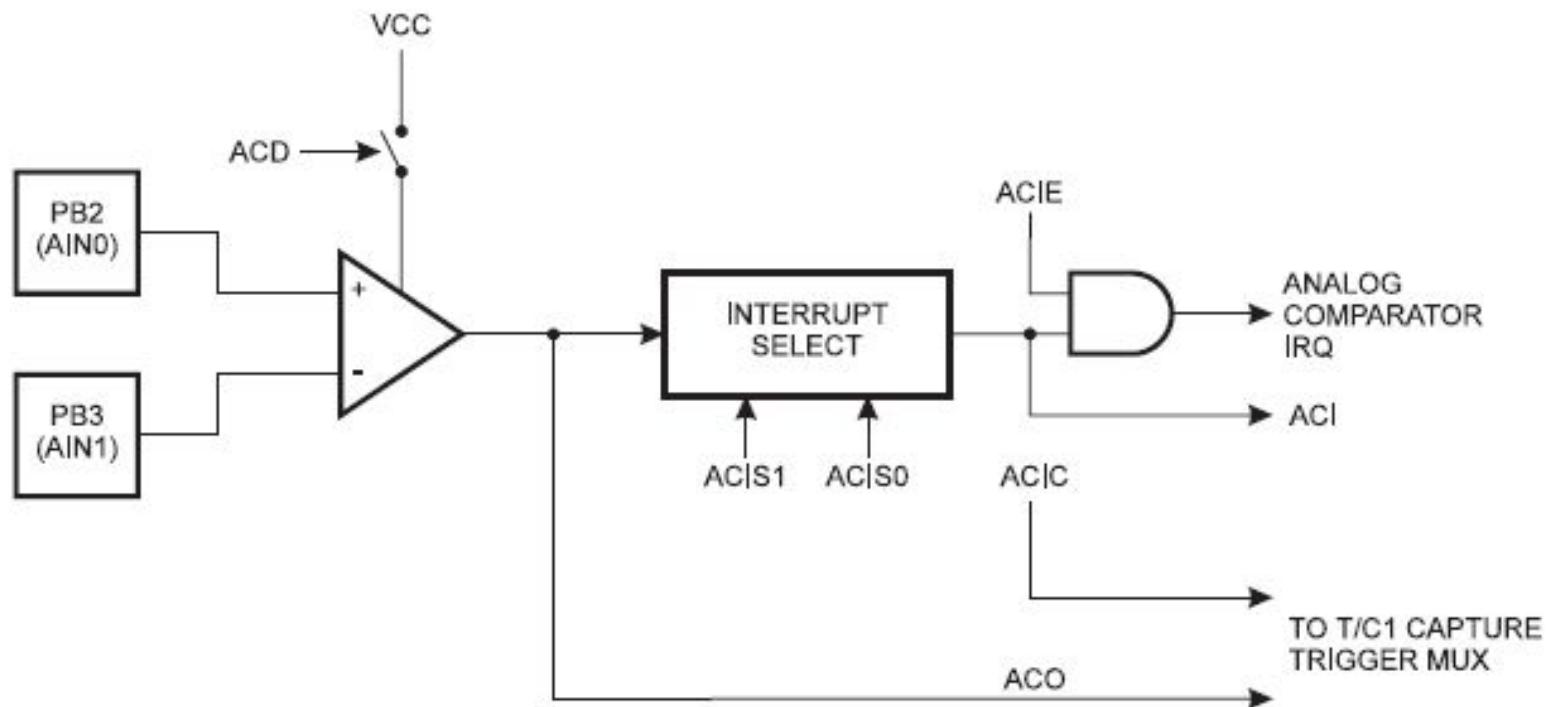 VCC
ACD
PB2
(AIN0)
+
-
PB3
(AIN1)
INTERRUPT
SELECT
ACIS1
ACIS0
ACIE
ANALOG
COMPARATOR
IRQ
ACI
ACIC
TO T/C1 CAPTURE
TRIGGER MUX
ACO